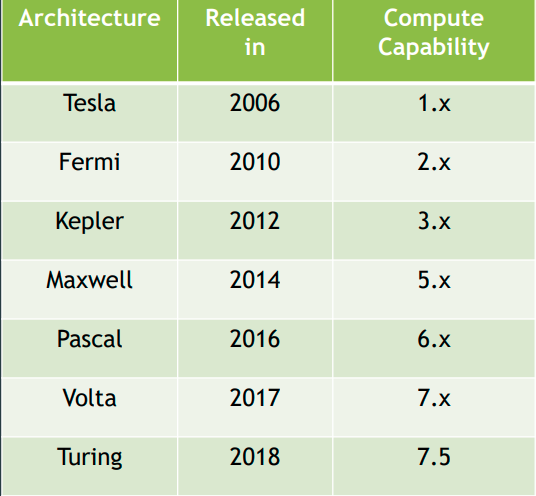 Architecture Released in Compute Capability
Tesla 2006 1.x
Fermi 2010 2.x
Kepler 2012 3.x
Maxwell 2014 5.x
Pascal 2016 6.x
Volta 2017 7.x
Turing 2018 7.5